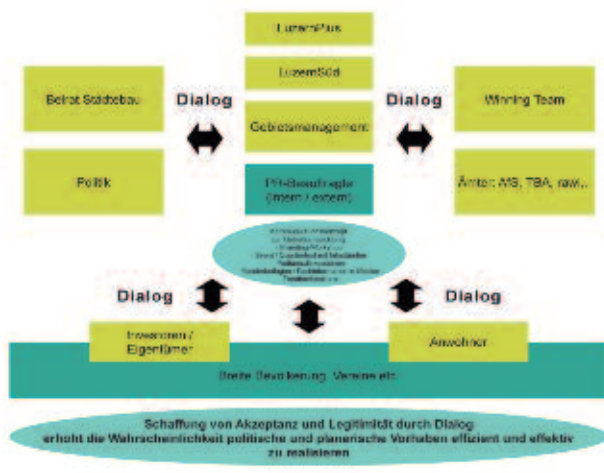 LuzernPlus
LuzernSüd
Gebietsmanagement
PR-Beauftragter
(intern / extern)
Beirat Städtebau
Politik
Dialog
Dialog
Winning Team
Ämter: AfS, TBA, rawi...
Dialog
Dialog
Investoren /
Eigentümer
Anwohner
Breite Bevölkerung, Vereine etc.
Schaffung von Akzeptanz und Legitimität durch Dialog
erhöht die Wahrscheinlichkeit politische und planerische Vorhaben effizient und effektiv
zu realisieren